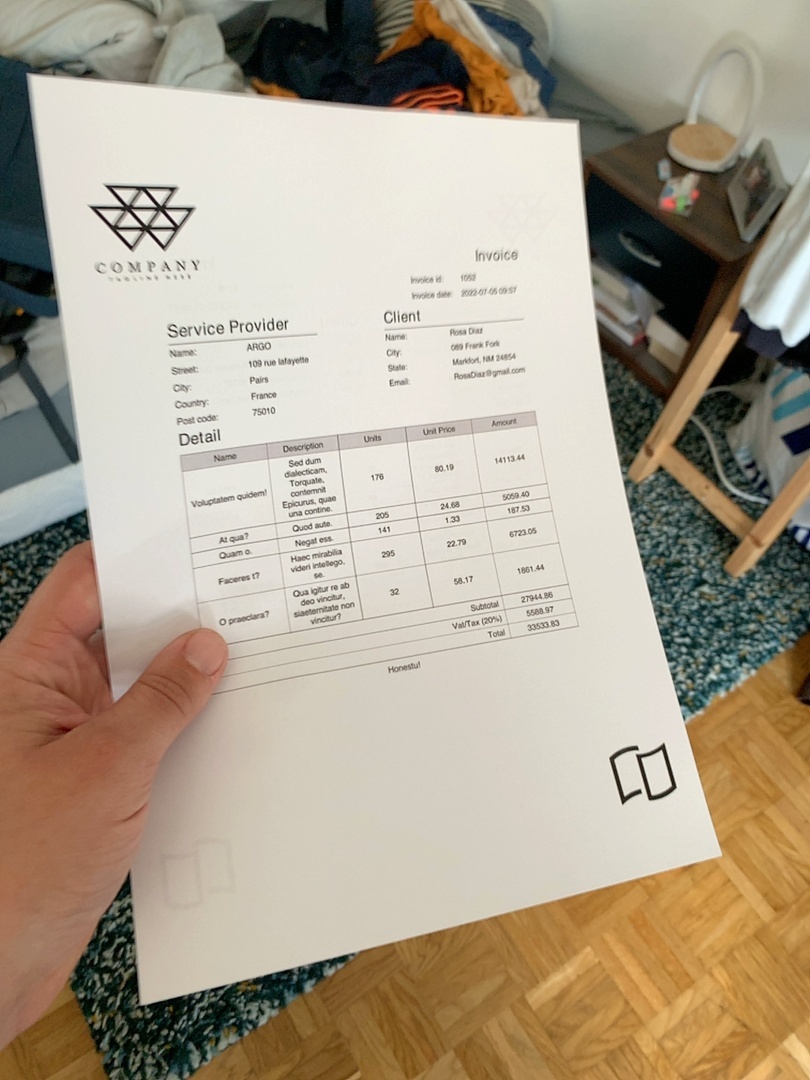 COMPANY
Invoice
Invoice id: 1052
Invoice date: 2022-07-05 09:57
Service Provider
Name: ARGO
Street: 109 rue lafayette
City: Pairs
Country: France
Post code: 75010
Client
Name: Rosa Diaz
City: 089 Frank Fork
State: Markfort, NM 24654
Email: RosaDiaz@gmail.com
Detail
Name Description Units Unit Price Amount
Voluptatem quidem! Sed dum 176 80.19 14113.44
dialecticam,
Torquate,
contemnit
Epicurus, quae
una contine.
At qua? Quod aute. 205 24.68 5059.40
Quam o. Negat ess. 141 1.33 187.53
Faceres t? Haec mirabilia 295 22.79 6723.05
videri intellego,
se.
O praeclara? Qua igitur re ab 32 58.17 1861.44
deo vincitur,
siaeternitate non
vincitur?
Subtotal 27944.86
Val/Tax (20%) 5588.97
Total 33533.83
Honestu!